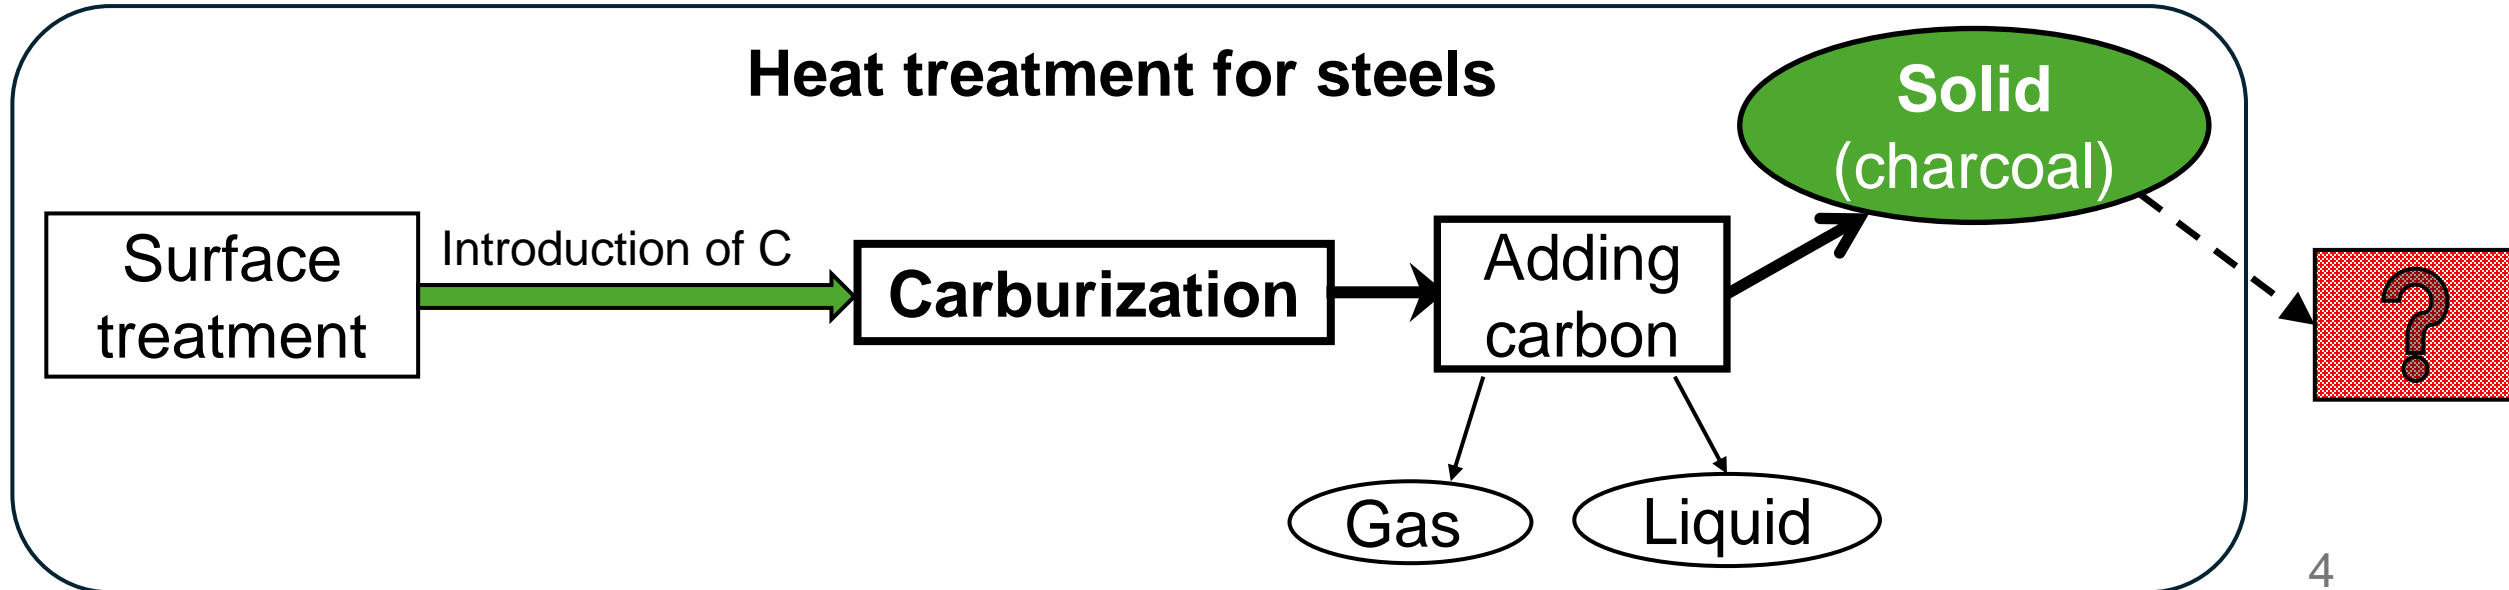 Heat treatment for steels
Solid
(charcoal)
Surface
treatment
Introduction of C
Carburization
Adding
carbon
?
Gas
Liquid
4